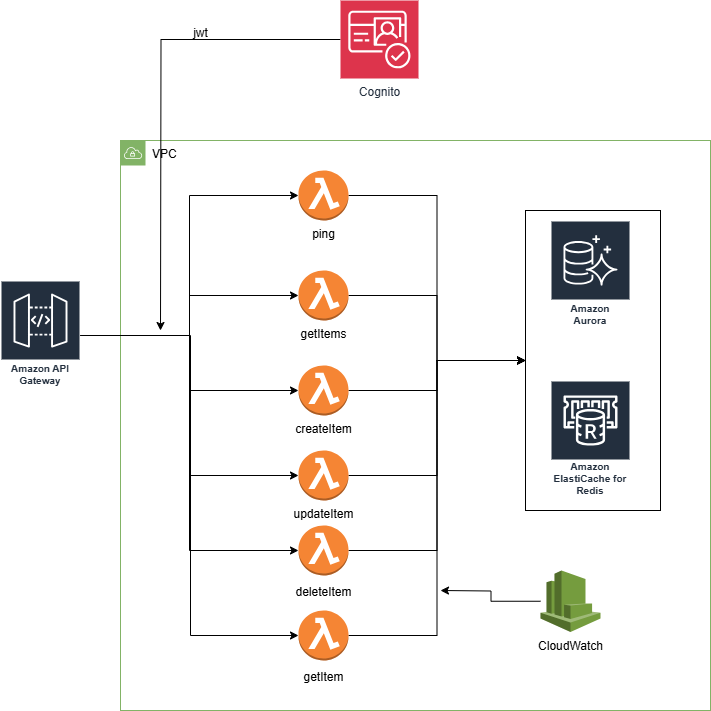 jwt
Cognito
VPC
ping
getItems
createItem
updateItem
deleteItem
getItem
Amazon API
Gateway
Amazon
Aurora
R
Amazon
ElastiCache for
Redis
CloudWatch